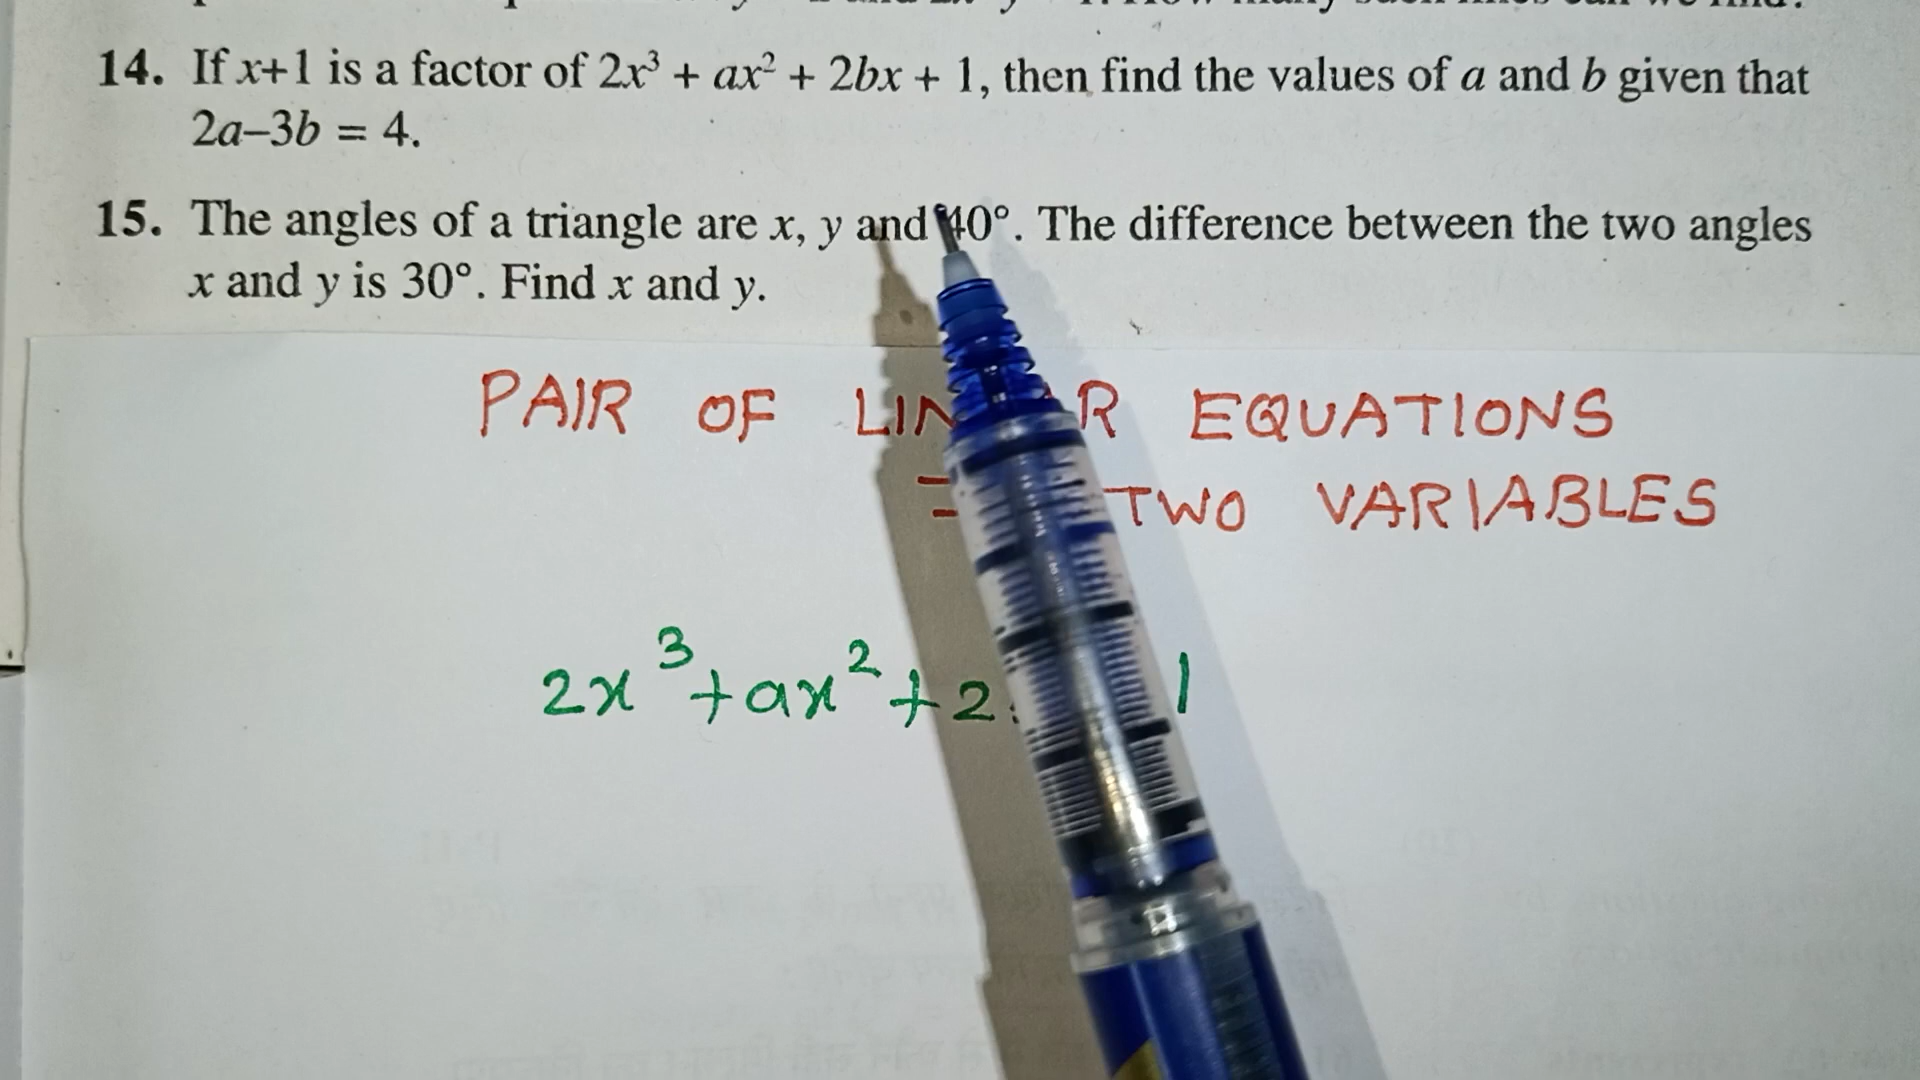 14. If x+1 is a factor of 2x³ + ax² + 2bx + 1, then find the values of a and b given that
2a–3b = 4.
15. The angles of a triangle are x, y and 40°. The difference between the two angles
x and y is 30°. Find x and y.
PAIR OF EQUATIONS
TWO VARIABLES
2x³+ax²+2 1